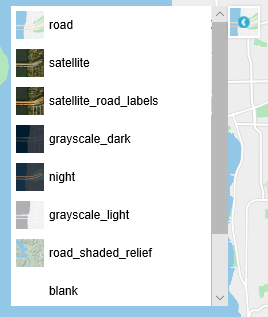 road
satellite
satellite_road_labels
grayscale_dark
night
grayscale_light
road_shaded_relief
blank